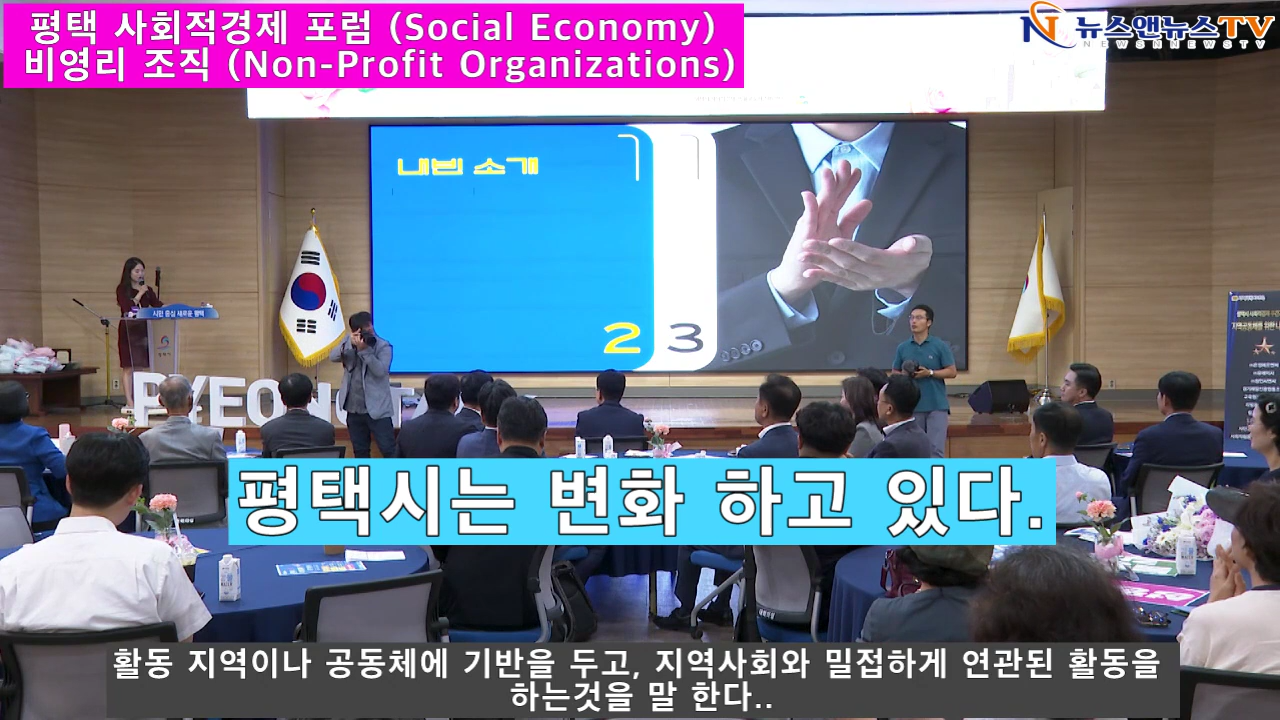 평택 사회적경제 포럼 (Social Economy)
비영리 조직 (Non-Profit Organizations)
뉴스앤뉴스TV
NEWSNNEWSTV
내빈 소개
2 3
시민 중심 새로운 평택
PYEONG
평택시는 변화 하고 있다.
활동 지역이나 공동체에 기반을 두고, 지역사회와 밀접하게 연관된 활동을
하는것을 말 한다..